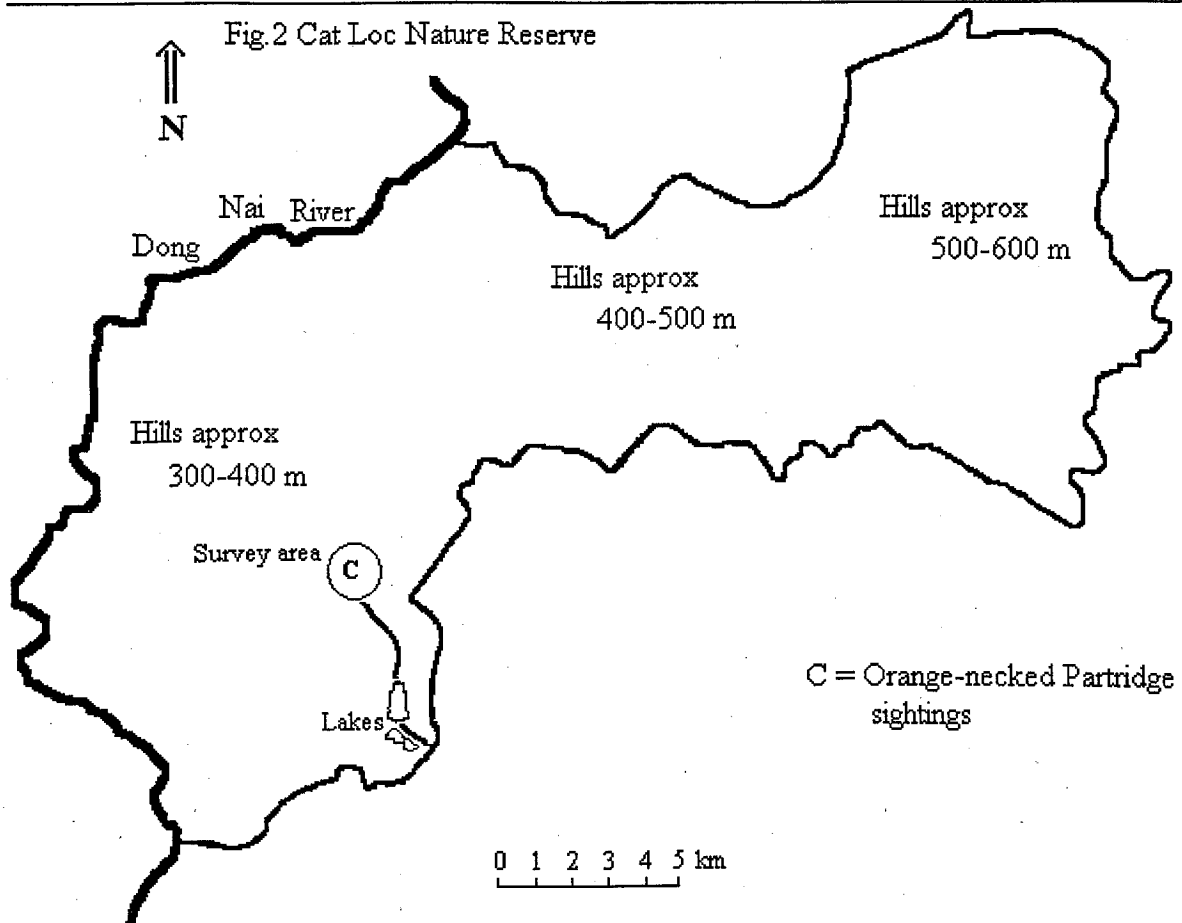 Fig.2 Cat Loc Nature Reserve
N
Nai River
Dong
Hills approx
500-600 m
Hills approx
400-500 m
Hills approx
300-400 m
Survey area
C
Lakes
C = Orange-necked Partridge
sightings
0 1 2 3 4 5 km